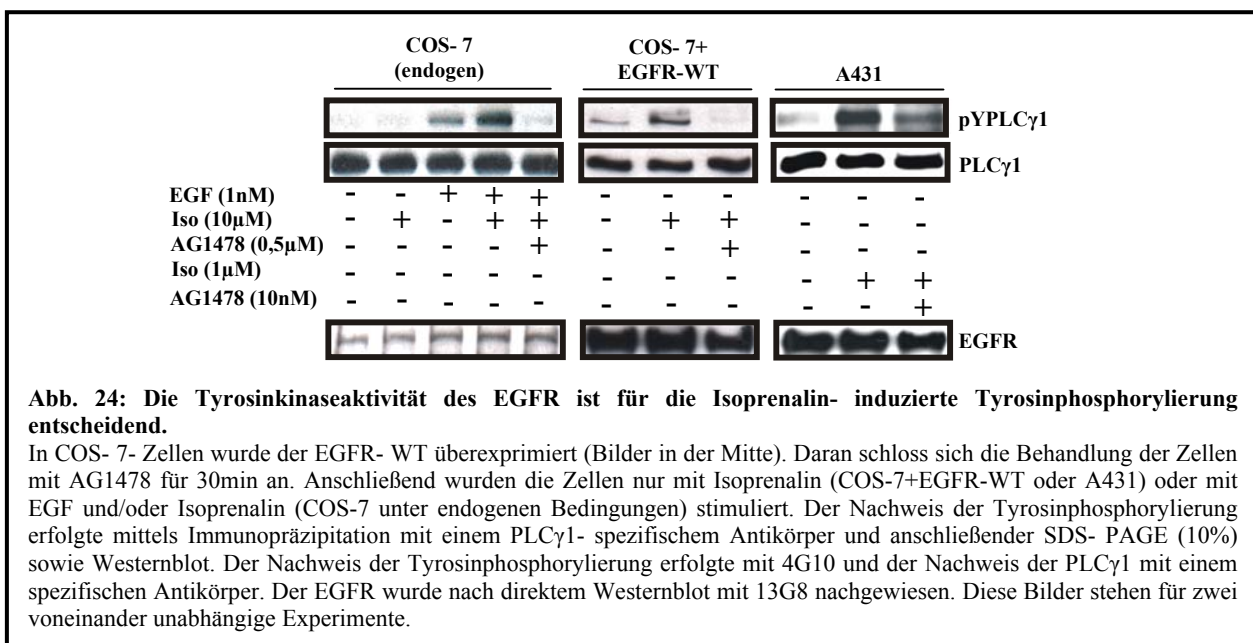 COS- 7
(endogen)
COS- 7+
EGFR-WT
A431
pYPLCγ1
PLCγ1
EGF (1nM) - - + + + - - - - - -
Iso (10µM) - + - + + - + + - - -
AG1478 (0,5µM) - - - - + - - + - - -
Iso (1µM) - - - - - - - - - + +
AG1478 (10nM) - - - - - - - - - - +
EGFR
Abb. 24: Die Tyrosinkinaseaktivität des EGFR ist für die Isoprenalin- induzierte Tyrosinphosphorylierung
entscheidend.
In COS- 7- Zellen wurde der EGFR- WT überexprimiert (Bilder in der Mitte). Daran schloss sich die Behandlung der Zellen
mit AG1478 für 30min an. Anschließend wurden die Zellen nur mit Isoprenalin (COS-7+EGFR-WT oder A431) oder mit
EGF und/oder Isoprenalin (COS-7 unter endogenen Bedingungen) stimuliert. Der Nachweis der Tyrosinphosphorylierung
erfolgte mittels Immunopräzipitation mit einem PLCγ1- spezifischem Antikörper und anschließender SDS- PAGE (10%)
sowie Westernblot. Der Nachweis der Tyrosinphosphorylierung erfolgte mit 4G10 und der Nachweis der PLCγ1 mit einem
spezifischen Antikörper. Der EGFR wurde nach direktem Westernblot mit 13G8 nachgewiesen. Diese Bilder stehen für zwei
voneinander unabhängige Experimente.